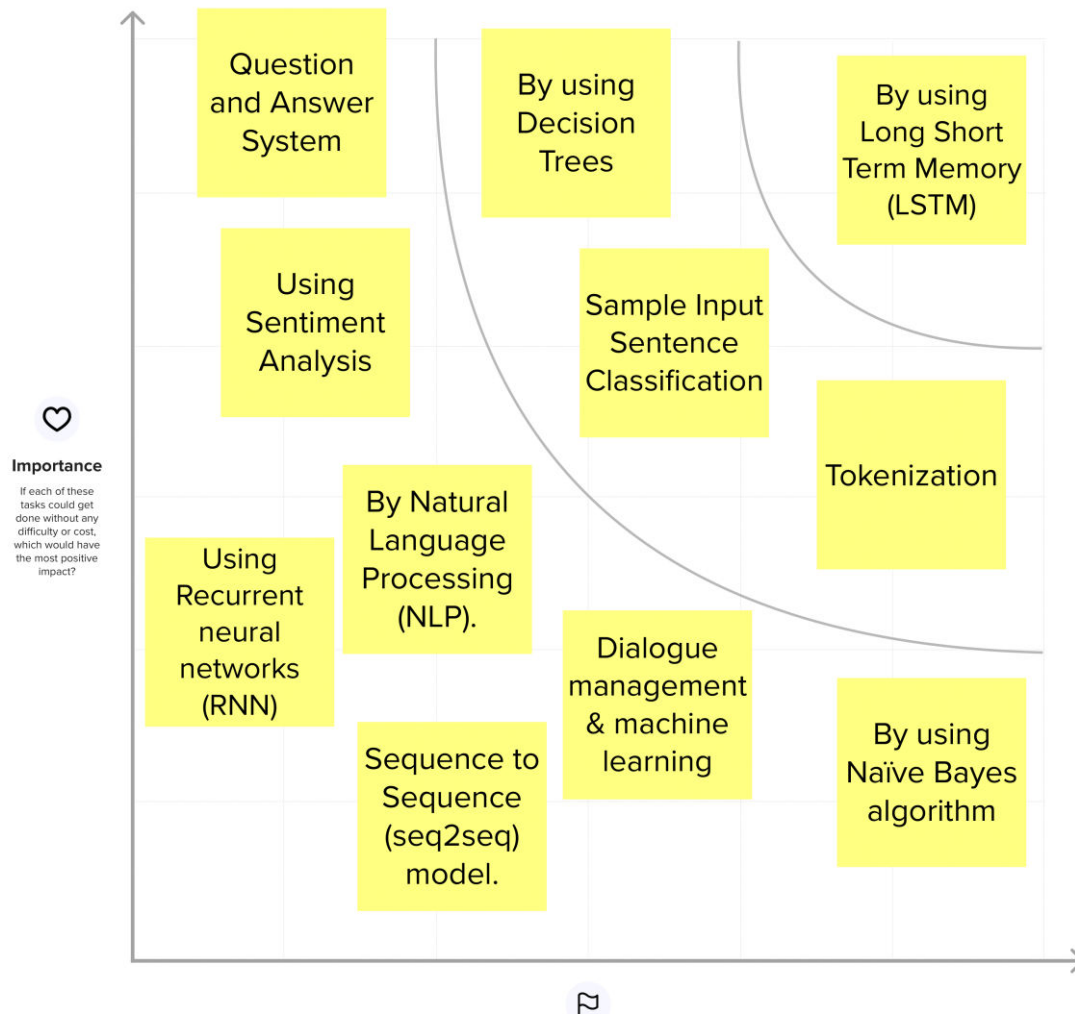 Question
and Answer
System
By using
Decision
Trees
By using
Long Short
Term Memory
(LSTM)
Using
Sentiment
Analysis
Sample Input
Sentence
Classification
Tokenization
Importance
If each of these
tasks could get
done without any
difficulty or cost,
which would have
the most positive
impact?
By Natural
Language
Processing
(NLP).
Using
Recurrent
neural
networks
(RNN)
Dialogue
management
& machine
learning
By using
Naïve Bayes
algorithm
Sequence to
Sequence
(seq2seq)
model.